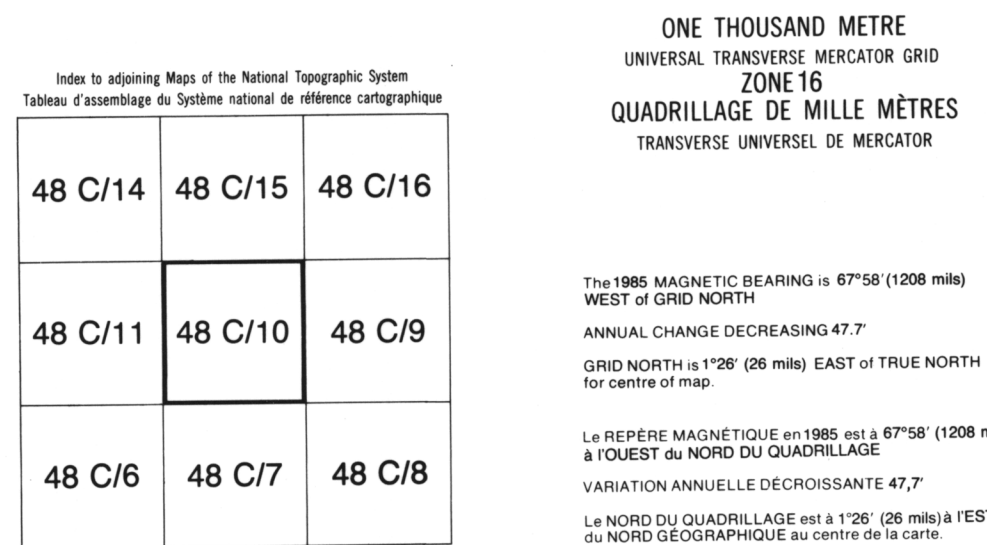 Index to adjoining Maps of the National Topographic System
Tableau d'assemblage du Système national de référence cartographique
48 C/14 48 C/15 48 C/16
48 C/11 48 C/10 48 C/9
48 C/6 48 C/7 48 C/8
ONE THOUSAND METRE
UNIVERSAL TRANSVERSE MERCATOR GRID
ZONE 16
QUADRILLAGE DE MILLE MÈTRES
TRANSVERSE UNIVERSEL DE MERCATOR
The 1985 MAGNETIC BEARING is 67°58′ (1208 mils)
WEST of GRID NORTH
ANNUAL CHANGE DECREASING 47.7′
GRID NORTH is 1°26′ (26 mils) EAST of TRUE NORTH
for centre of map.
Le REPÈRE MAGNÉTIQUE en 1985 est à 67°58′ (1208
à l'OUEST du NORD DU QUADRILLAGE
VARIATION ANNUELLE DÉCROISSANTE 47,7′
Le NORD DU QUADRILLAGE est à 1°26′ (26 mils) à
du NORD GÉOGRAPHIQUE au centre de la carte.